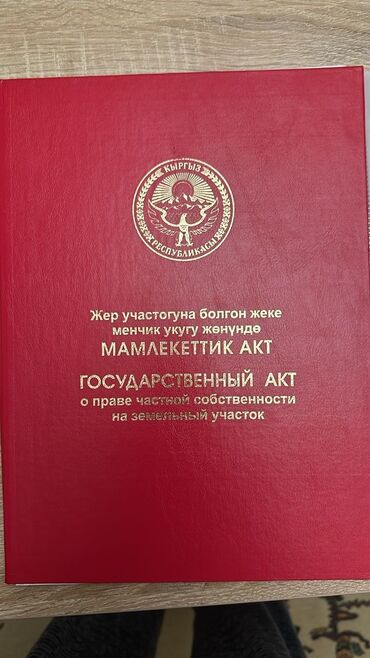 КЫРГЫЗ
РЕСПУБЛИКАСЫ
Жер участогуна болгон жеке
менчик укугу жөнүндө
МАМЛЕКЕТТИК АКТ
ГОСУДАРСТВЕННЫЙ АКТ
о праве частной собственности
на земельный участок